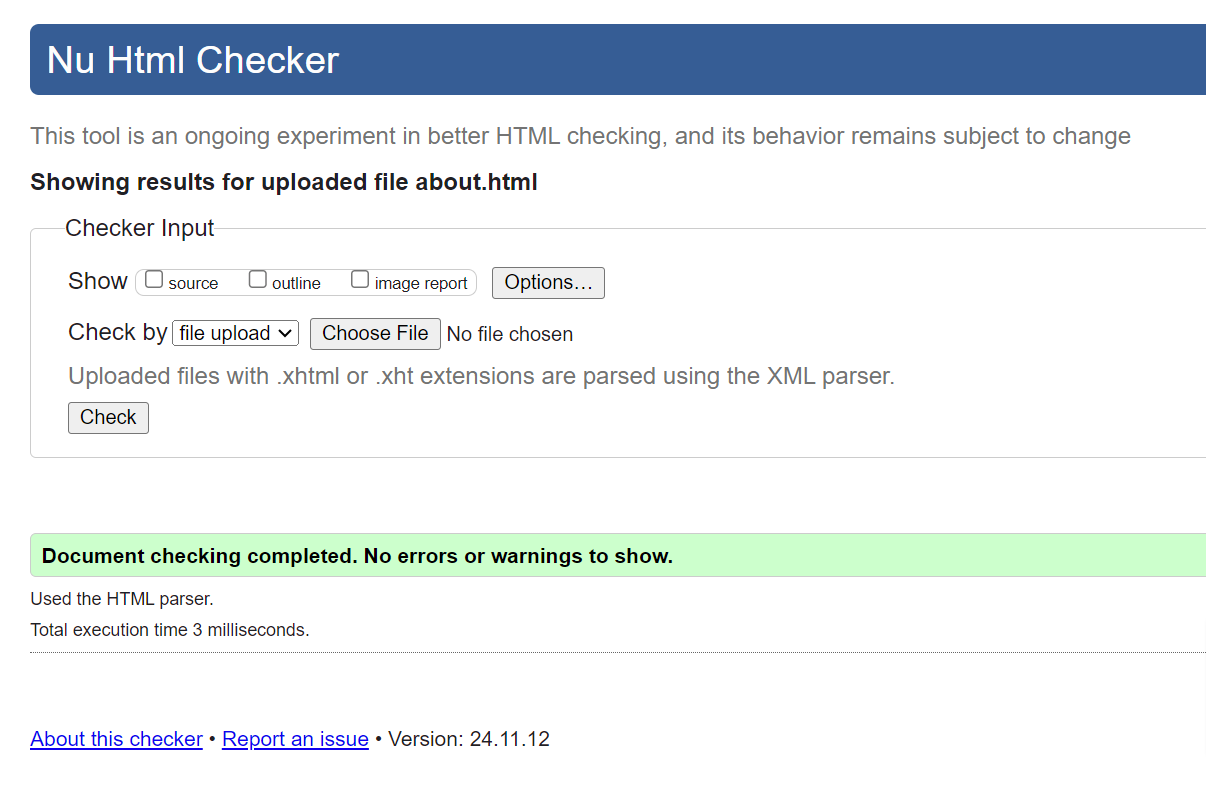 Nu Html Checker
This tool is an ongoing experiment in better HTML checking, and its behavior remains subject to change
Showing results for uploaded file about.html
Checker Input
Show source outline image report Options…
Check by file upload Choose File No file chosen
Uploaded files with .xhtml or .xht extensions are parsed using the XML parser.
Check
Document checking completed. No errors or warnings to show.
Used the HTML parser.
Total execution time 3 milliseconds.
About this checker • Report an issue • Version: 24.11.12